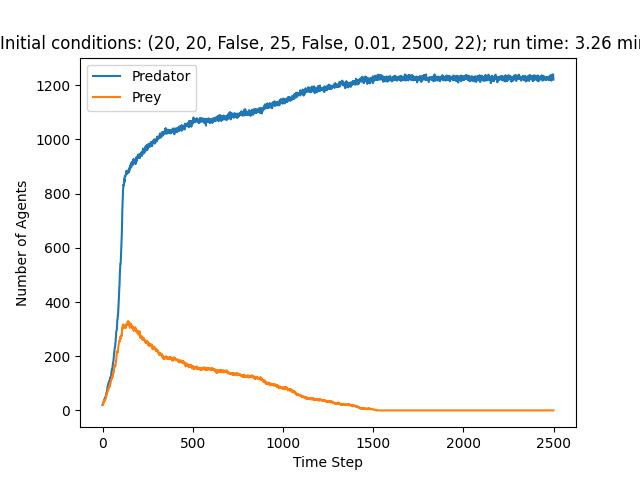 Initial conditions: (20, 20, False, 25, False, 0.01, 2500, 22); run time: 3.26 min
Predator
Prey
1200
1000
800
600
400
200
0
Number of Agents
0 500 1000 1500 2000 2500
Time Step